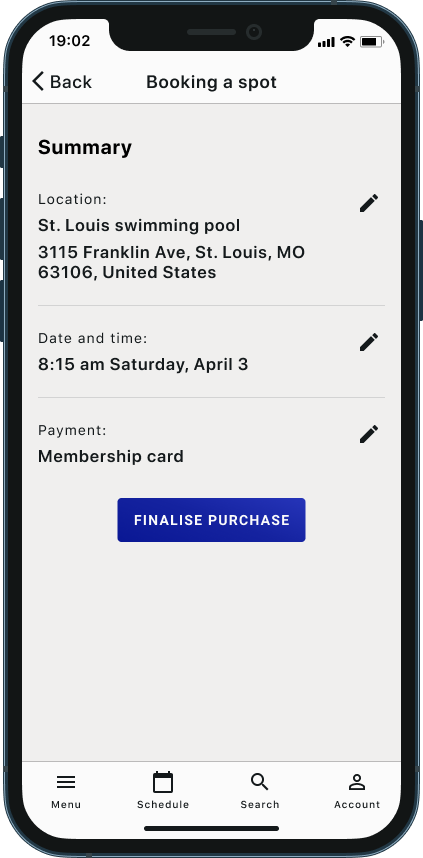 19:02
Back
Booking a spot
Summary
Location:
St. Louis swimming pool
3115 Franklin Ave, St. Louis, MO
63106, United States
Date and time:
8:15 am Saturday, April 3
Payment:
Membership card
FINALISE PURCHASE
Menu
Schedule
Search
Account